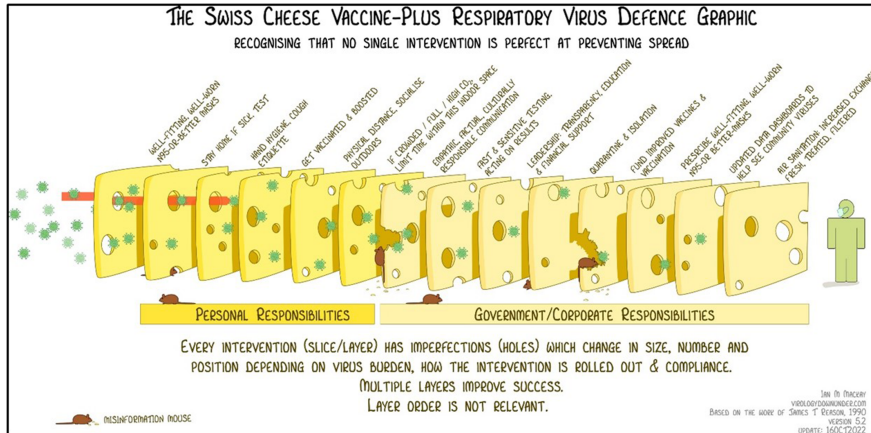 The Swiss Cheese Vaccine-Plus Respiratory Virus Defence Graphic
recognising that no single intervention is perfect at preventing spread
Well-fitting, well-worn
N95-or-better masks
Stay home if sick, test
Hand hygiene, cough
etiquette
Get vaccinated & boosted
Physical distance, socialise
outdoors
If crowded / full / high CO2,
limit time within this indoor space
Empathic, factual, culturally
responsible communication
Fast & sensitive testing,
acting on results
Leadership: transparency, education
& financial support
Quarantine & isolation
Fund improved vaccines &
vaccination
Prescribe well-fitting, well-worn
N95-or better-masks
Updated data dashboards to
help see community viruses
Air sanitation: increased exchange,
fresh, treated, filtered
Personal Responsibilities
Government/Corporate Responsibilities
Every intervention (slice/layer) has imperfections (holes) which change in size, number and
position depending on virus burden, how the intervention is rolled out & compliance.
Multiple layers improve success.
Layer order is not relevant.
misinformation mouse
Ian M Mackay
virologydownunder.com
Based on the work of James T Reason, 1990
version 5.2
update: 16OCT2022